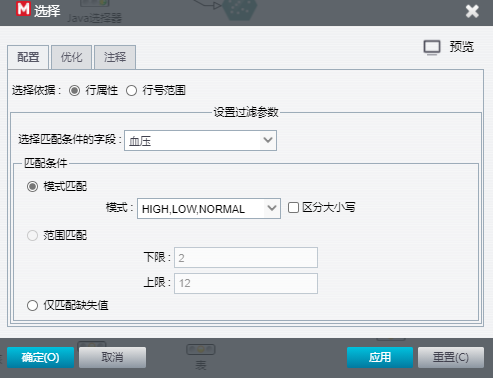 M 选择
Java选择器
预览
配置 优化 注释
选择依据： 行属性 行号范围
设置过滤参数
选择匹配条件的字段： 血压
匹配条件
模式匹配
模式： HIGH,LOW,NORMAL 区分大小写
范围匹配
下限： 2
上限： 12
仅匹配缺失值
确定(O) 取消 应用 重置(C)
表